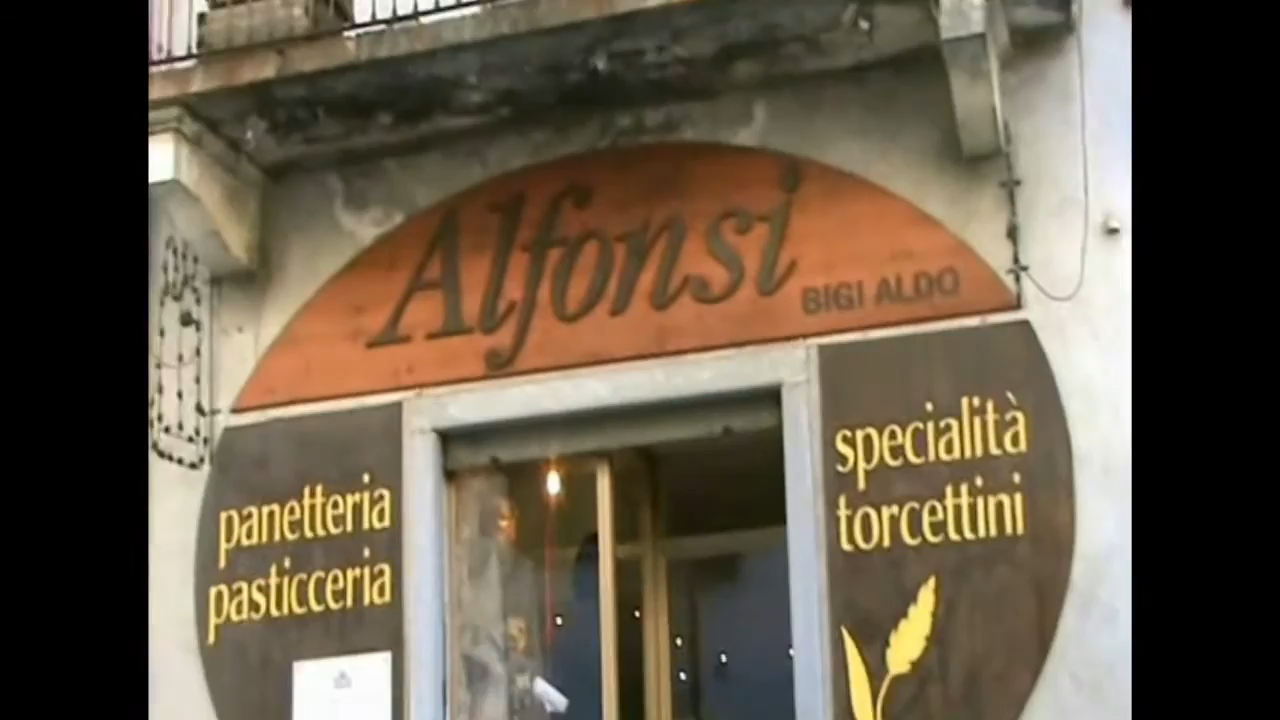 Alfonsi
BIGI ALDO
panetteria
pasticceria
specialità
torcettini